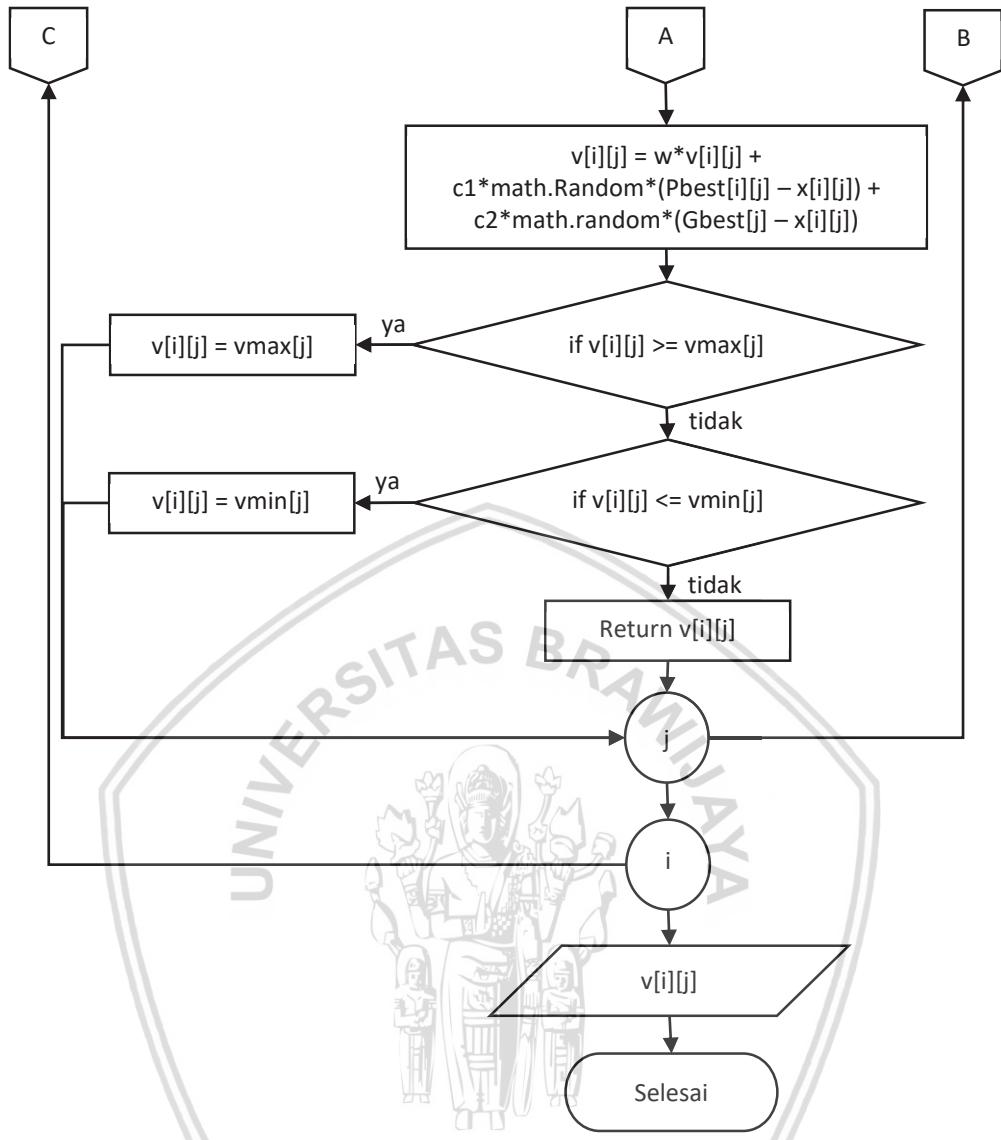 C
A
B
v[i][j] = w*v[i][j] +
c1*math.Random*(Pbest[i][j] – x[i][j]) +
c2*math.random*(Gbest[j] – x[i][j])
ya
v[i][j] = vmax[j]
if v[i][j] >= vmax[j]
tidak
ya
v[i][j] = vmin[j]
if v[i][j] <= vmin[j]
tidak
Return v[i][j]
UNIVERSITAS BRAWIJAYA
j
i
v[i][j]
Selesai